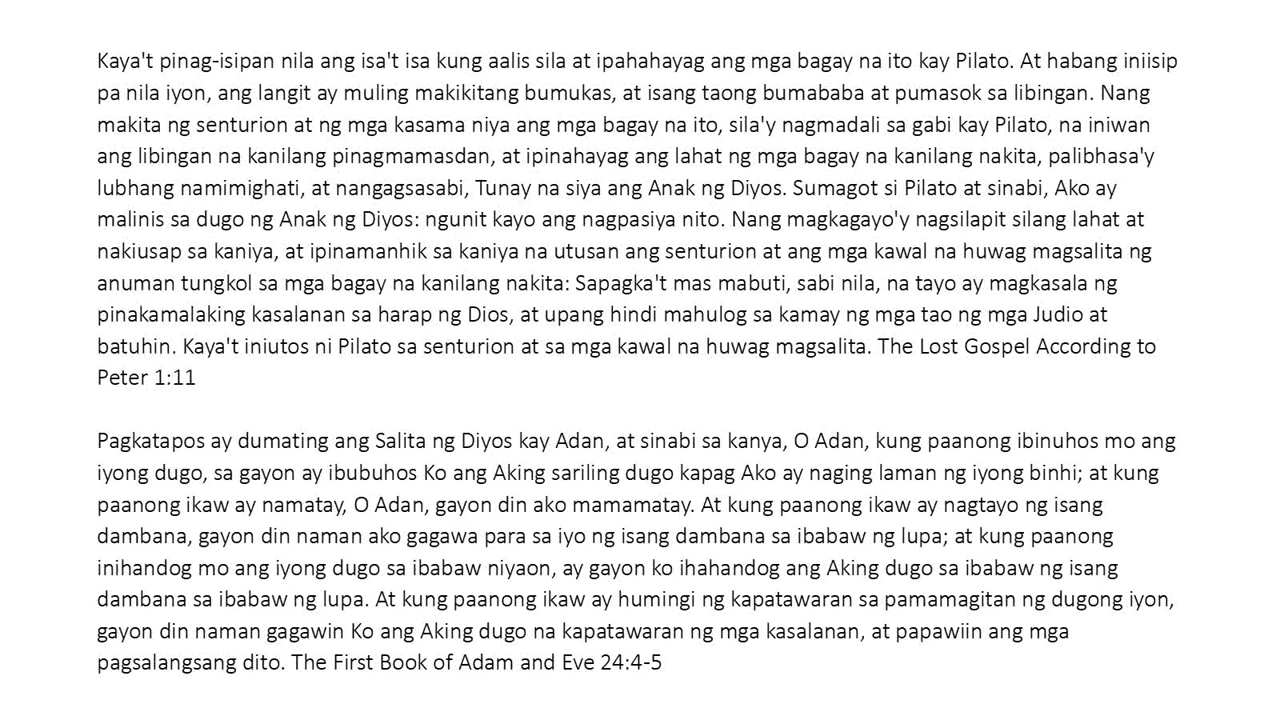 Kaya't pinag-isipan nila ang isa't isa kung aalis sila at ipahahayag ang mga bagay na ito kay Pilato. At habang iniisip
pa nila iyon, ang langit ay muling makikitang bumukas, at isang taong bumababa at pumasok sa libingan. Nang
makita ng senturion at ng mga kasama niya ang mga bagay na ito, sila'y nagmadali sa gabi kay Pilato, na iniwan
ang libingan na kanilang pinagmamasdan, at ipinahayag ang lahat ng mga bagay na kanilang nakita, palibhasa'y
lubhang namimighati, at nangagsasabi, Tunay na siya ang Anak ng Diyos. Sumagot si Pilato at sinabi, Ako ay
malinis sa dugo ng Anak ng Diyos: ngunit kayo ang nagpasiya nito. Nang magkagayo'y nagsilapit silang lahat at
nakiusap sa kaniya, at ipinamanhik sa kaniya na utusan ang senturion at ang mga kawal na huwag magsalita ng
anuman tungkol sa mga bagay na kanilang nakita: Sapagka't mas mabuti, sabi nila, na tayo ay magkasala ng
pinakamalaking kasalanan sa harap ng Dios, at upang hindi mahulog sa kamay ng mga tao ng mga Judio at
batuhin. Kaya't iniutos ni Pilato sa senturion at sa mga kawal na huwag magsalita. The Lost Gospel According to
Peter 1:11
Pagkatapos ay dumating ang Salita ng Diyos kay Adan, at sinabi sa kanya, O Adan, kung paanong ibinuhos mo ang
iyong dugo, sa gayon ay ibubuhos Ko ang Aking sariling dugo kapag Ako ay naging laman ng iyong binhi; at kung
paanong ikaw ay namatay, O Adan, gayon din ako mamamatay. At kung paanong ikaw ay nagtayo ng isang
dambana, gayon din naman ako gagawa para sa iyo ng isang dambana sa ibabaw ng lupa; at kung paanong
inihandog mo ang iyong dugo sa ibabaw niyaon, ay gayon ko ihahandog ang Aking dugo sa ibabaw ng isang
dambana sa ibabaw ng lupa. At kung paanong ikaw ay humingi ng kapatawaran sa pamamagitan ng dugong iyon,
gayon din naman gagawin Ko ang Aking dugo na kapatawaran ng mga kasalanan, at papawiin ang mga
pagsalangsang dito. The First Book of Adam and Eve 24:4-5